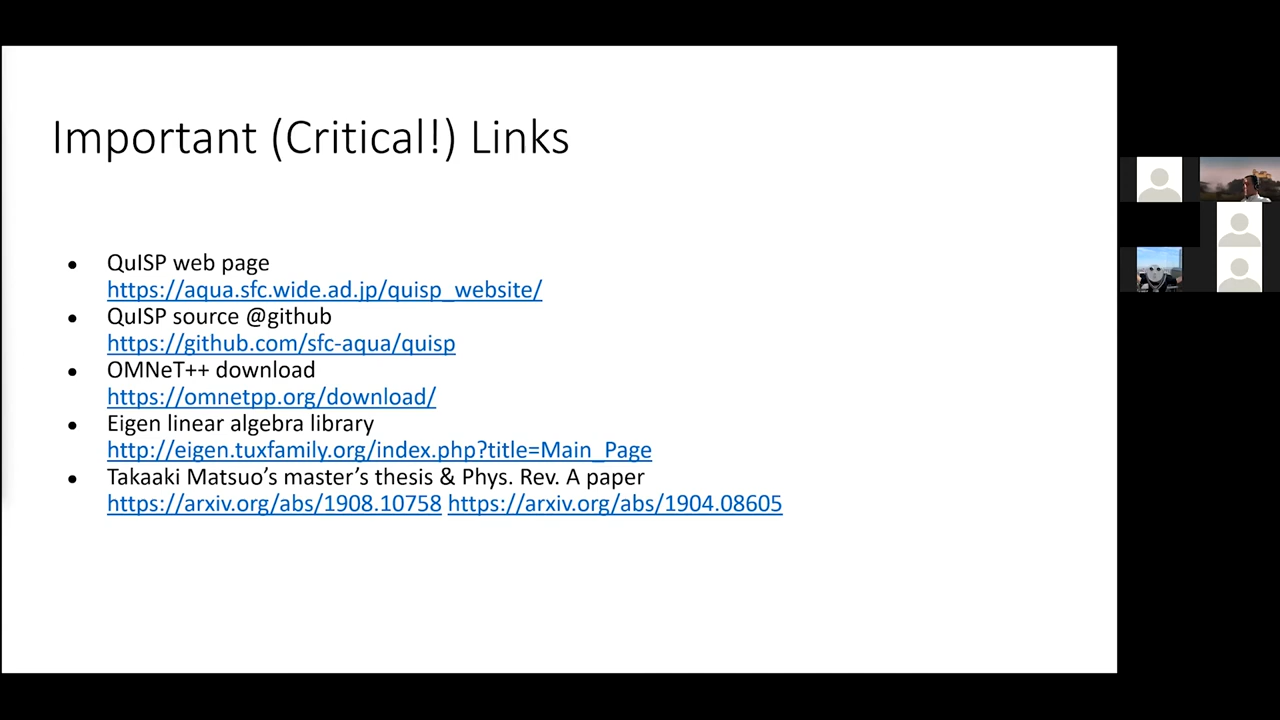 Important (Critical!) Links
● QuISP web page
https://aqua.sfc.wide.ad.jp/quisp_website/
● QuISP source @github
https://github.com/sfc-aqua/quisp
● OMNeT++ download
https://omnetpp.org/download/
● Eigen linear algebra library
http://eigen.tuxfamily.org/index.php?title=Main_Page
● Takaaki Matsuo’s master’s thesis & Phys. Rev. A paper
https://arxiv.org/abs/1908.10758 https://arxiv.org/abs/1904.08605